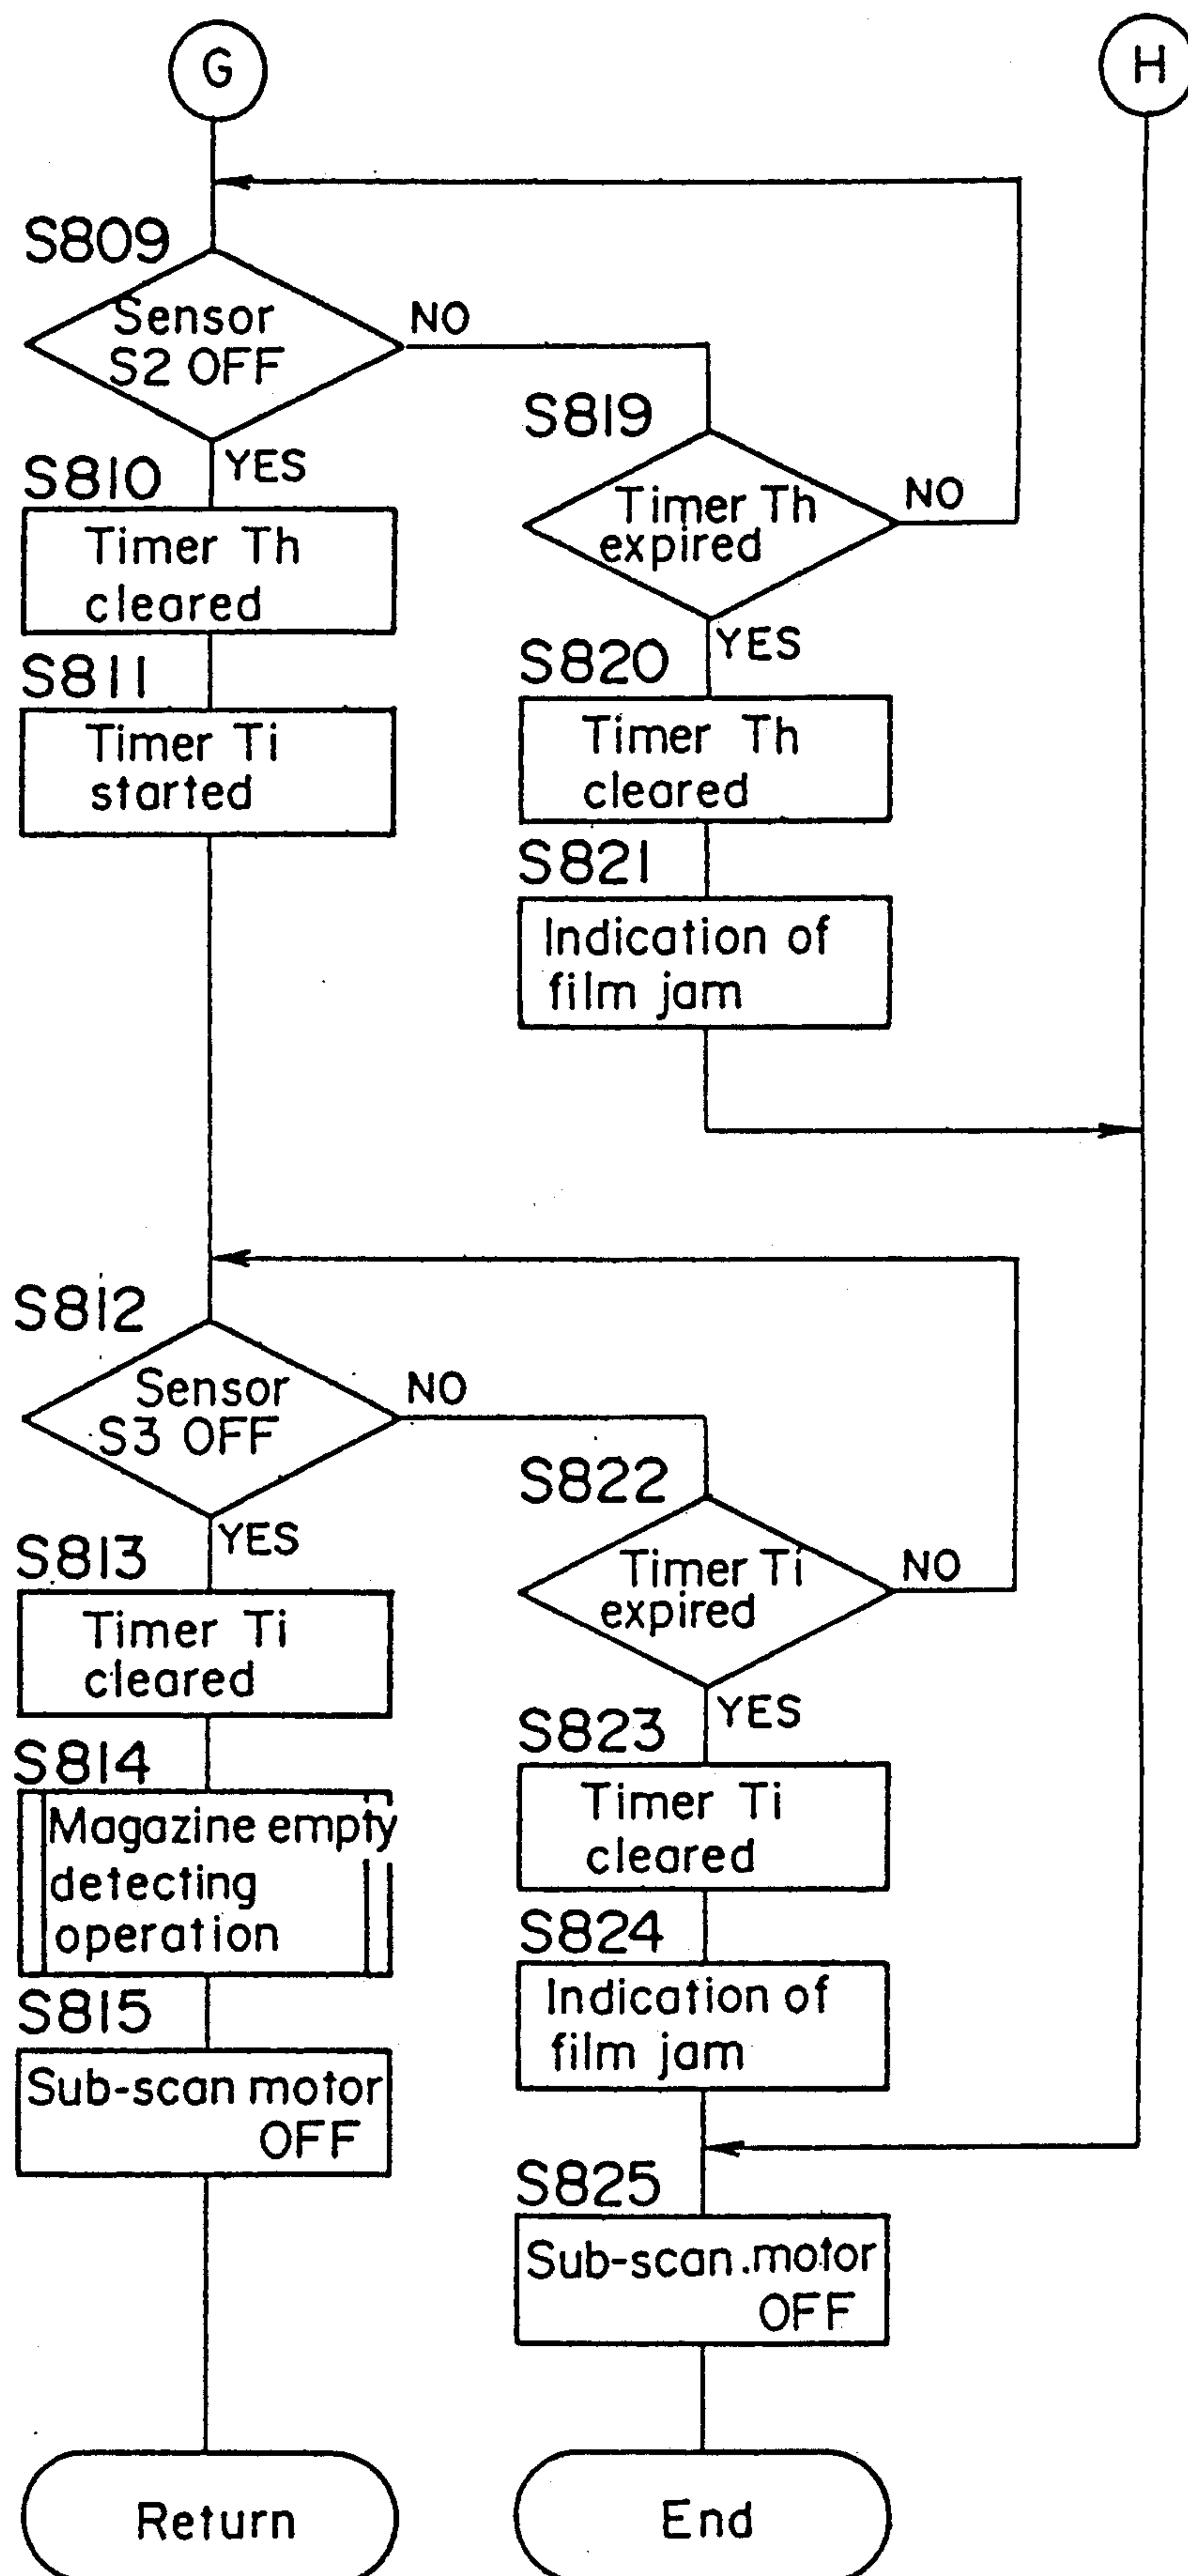 G
H
S809
Sensor
S2 OFF
NO
YES
S819
Timer Th
expired
NO
YES
S810
Timer Th
cleared
S811
Timer Ti
started
S820
Timer Th
cleared
S821
Indication of
film jam
S812
Sensor
S3 OFF
NO
YES
S822
Timer Ti
expired
NO
YES
S813
Timer Ti
cleared
S814
Magazine empty
detecting
operation
S815
Sub-scan motor
OFF
S823
Timer Ti
cleared
S824
Indication of
film jam
S825
Sub-scan motor
OFF
Return
End